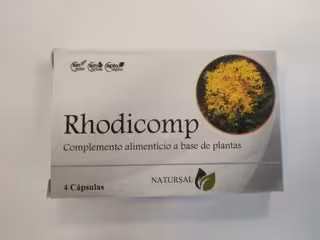 Rhodicomp
Complemento alimenticio a base de plantas
4 Cápsulas
NATURSAL